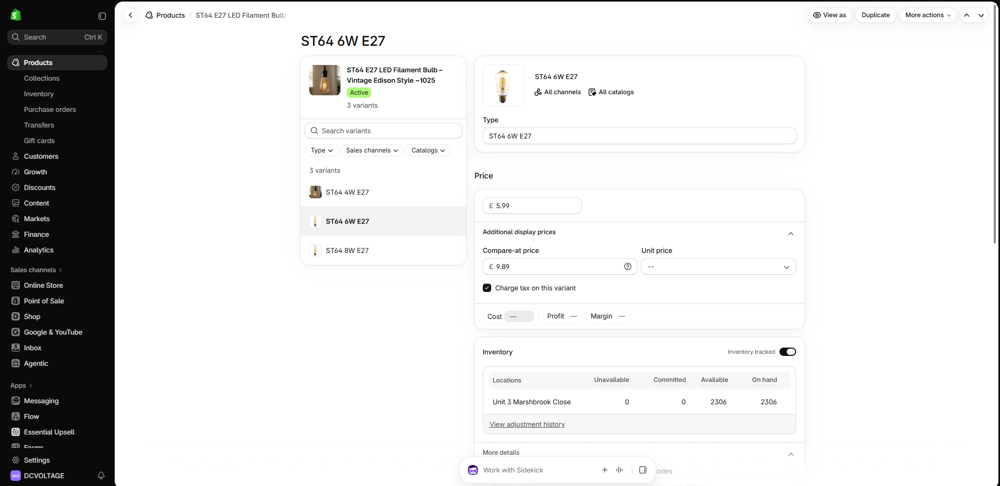 Search Ctrl K
Products
Collections
Inventory
Purchase orders
Transfers
Gift cards
Customers
Growth
Discounts
Content
Markets
Finance
Analytics
Sales channels
Online Store
Point of Sale
Shop
Google & YouTube
Inbox
Agentic
Apps
Messaging
Flow
Essential Upsell
Forms
Settings
DCV DCVOLTAGE
Products / ST64 E27 LED Filament Bulb
View as
Duplicate
More actions
ST64 6W E27
ST64 E27 LED Filament Bulb –
Vintage Edison Style ~1025
Active
3 variants
Search variants
Type
Sales channels
Catalogs
3 variants
ST64 4W E27
ST64 6W E27
ST64 8W E27
ST64 6W E27
All channels All catalogs
Type
ST64 6W E27
Price
£ 5.99
Additional display prices
Compare-at price Unit price
£ 9.89 --
Charge tax on this variant
Cost — Profit — Margin —
Inventory Inventory tracked
Locations Unavailable Committed Available On hand
Unit 3 Marshbrook Close 0 0 2306 2306
View adjustment history
More details
Work with Sidekick
odes